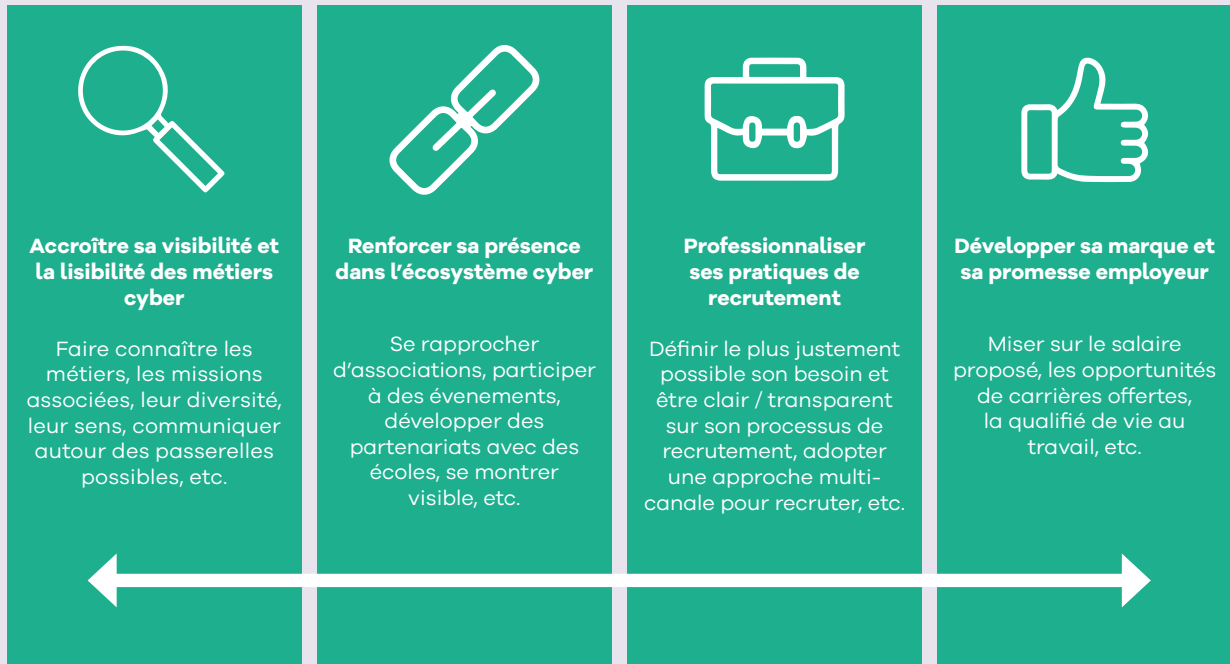 Accroître sa visibilité et
la lisibilité des métiers
cyber
Faire connaître les
métiers, les missions
associées, leur diversité,
leur sens, communiquer
autour des passerelles
possibles, etc.
Renforcer sa présence
dans l'écosystème cyber
Se rapprocher
d'associations, participer
à des évenements,
développer des
partenariats avec des
écoles, se montrer
visible, etc.
Professionnaliser
ses pratiques de
recrutement
Définir le plus justement
possible son besoin et
être clair / transparent
sur son processus de
recrutement, adopter
une approche multi-
canale pour recruter, etc.
Développer sa marque et
sa promesse employeur
Miser sur le salaire
proposé, les opportunités
de carrières offertes,
la qualifié de vie au
travail, etc.